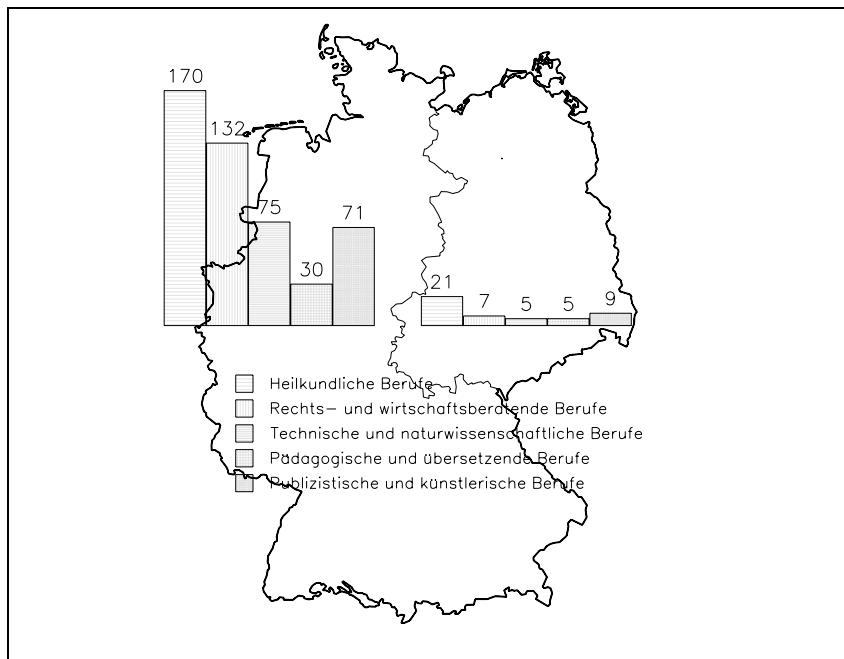 170
132
75
30
71
21
7
5
5
9
Heilkundliche Berufe
Rechts- und wirtschaftsberatende Berufe
Technische und naturwissenschaftliche Berufe
Pädagogische und übersetzende Berufe
Publizistische und künstlerische Berufe